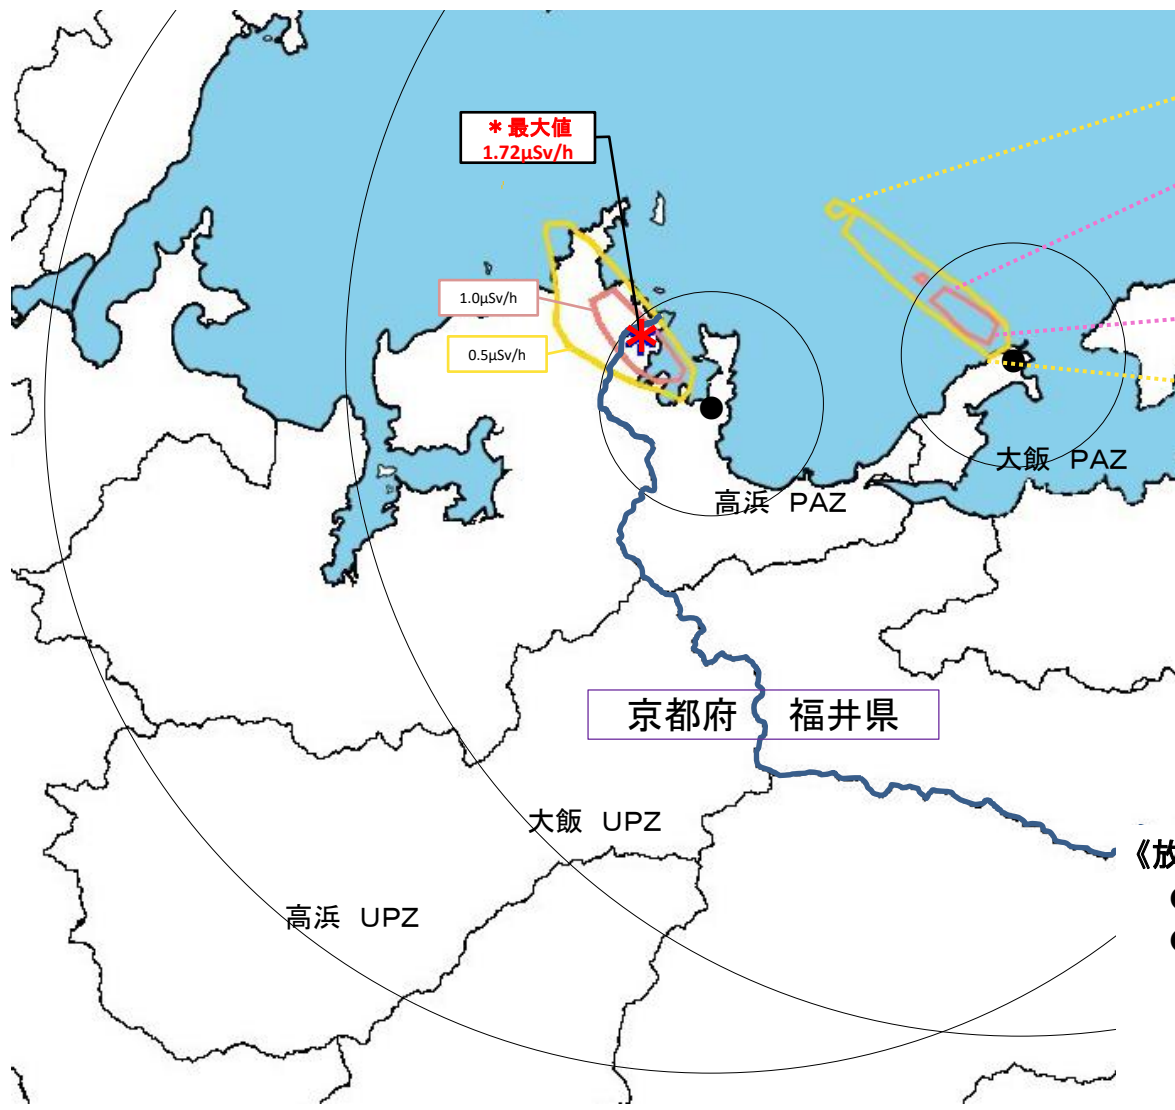 * 最大値
1.72μSv/h
1.0μSv/h
0.5μSv/h
大飯 PAZ
高浜 PAZ
京都府 福井県
大飯 UPZ
《放
高浜 UPZ
●
●